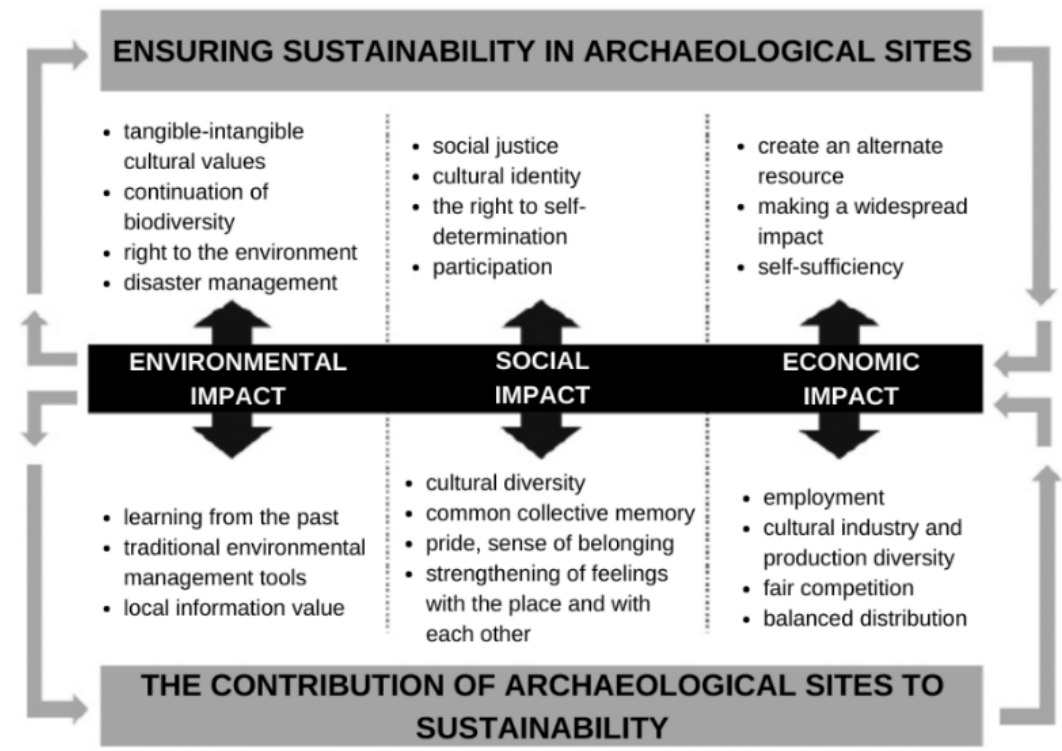 ENSURING SUSTAINABILITY IN ARCHAEOLOGICAL SITES
• tangible-intangible
cultural values
• continuation of
biodiversity
• right to the environment
• disaster management
• social justice
• cultural identity
• the right to self-
determination
• participation
• create an alternate
resource
• making a widespread
impact
• self-sufficiency
ENVIRONMENTAL
IMPACT
SOCIAL
IMPACT
ECONOMIC
IMPACT
• learning from the past
• traditional environmental
management tools
• local information value
• cultural diversity
• common collective memory
• pride, sense of belonging
• strengthening of feelings
with the place and with
each other
• employment
• cultural industry and
production diversity
• fair competition
• balanced distribution
THE CONTRIBUTION OF ARCHAEOLOGICAL SITES TO
SUSTAINABILITY